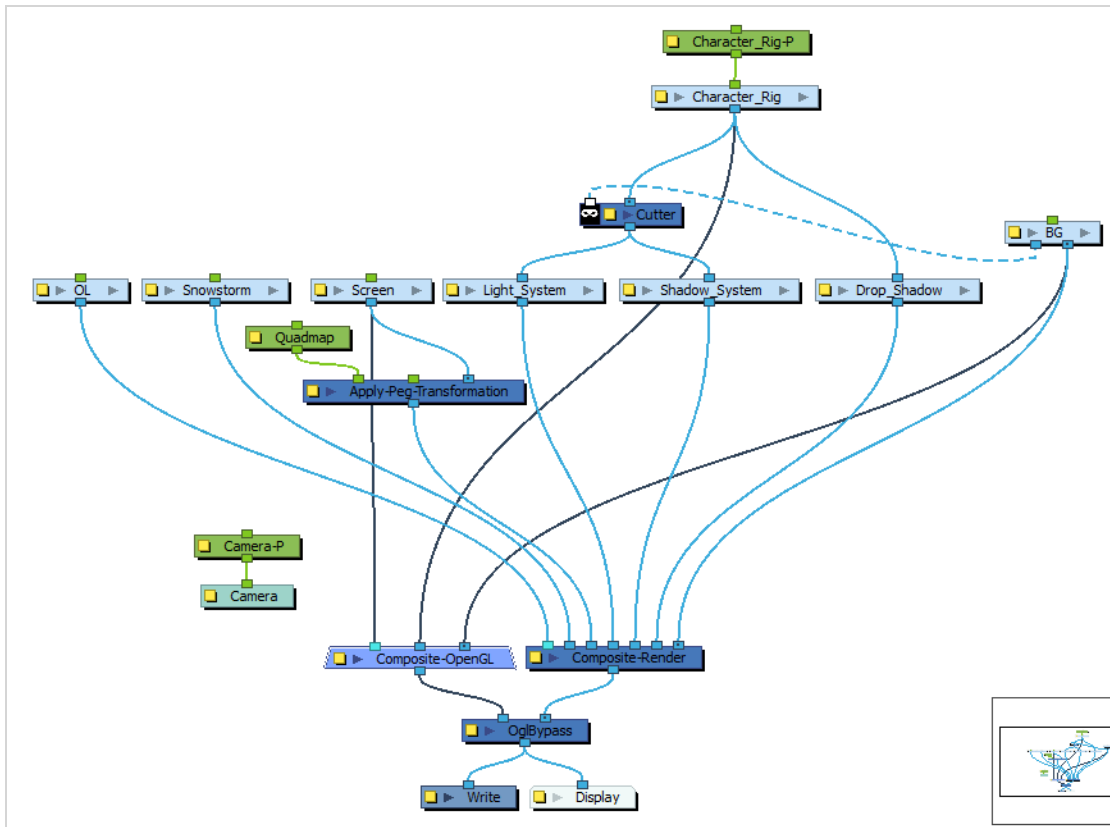 Character_Rig-P
Character_Rig
Cutter
BG
OL
Snowstorm
Screen
Light_System
Shadow_System
Drop_Shadow
Quadmap
Apply-Peg-Transformation
Camera-P
Camera
Composite-OpenGL
Composite-Render
OglBypass
Write
Display